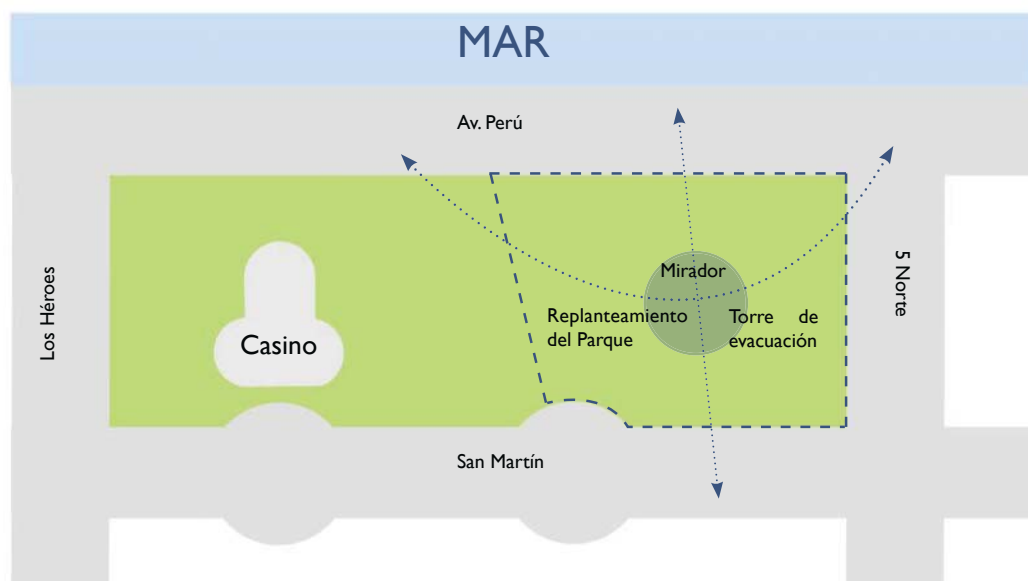 MAR
Av. Perú
Los Héroes
5 Norte
Mirador
Casino
Replanteamiento
del Parque
Torre de
evacuación
San Martín